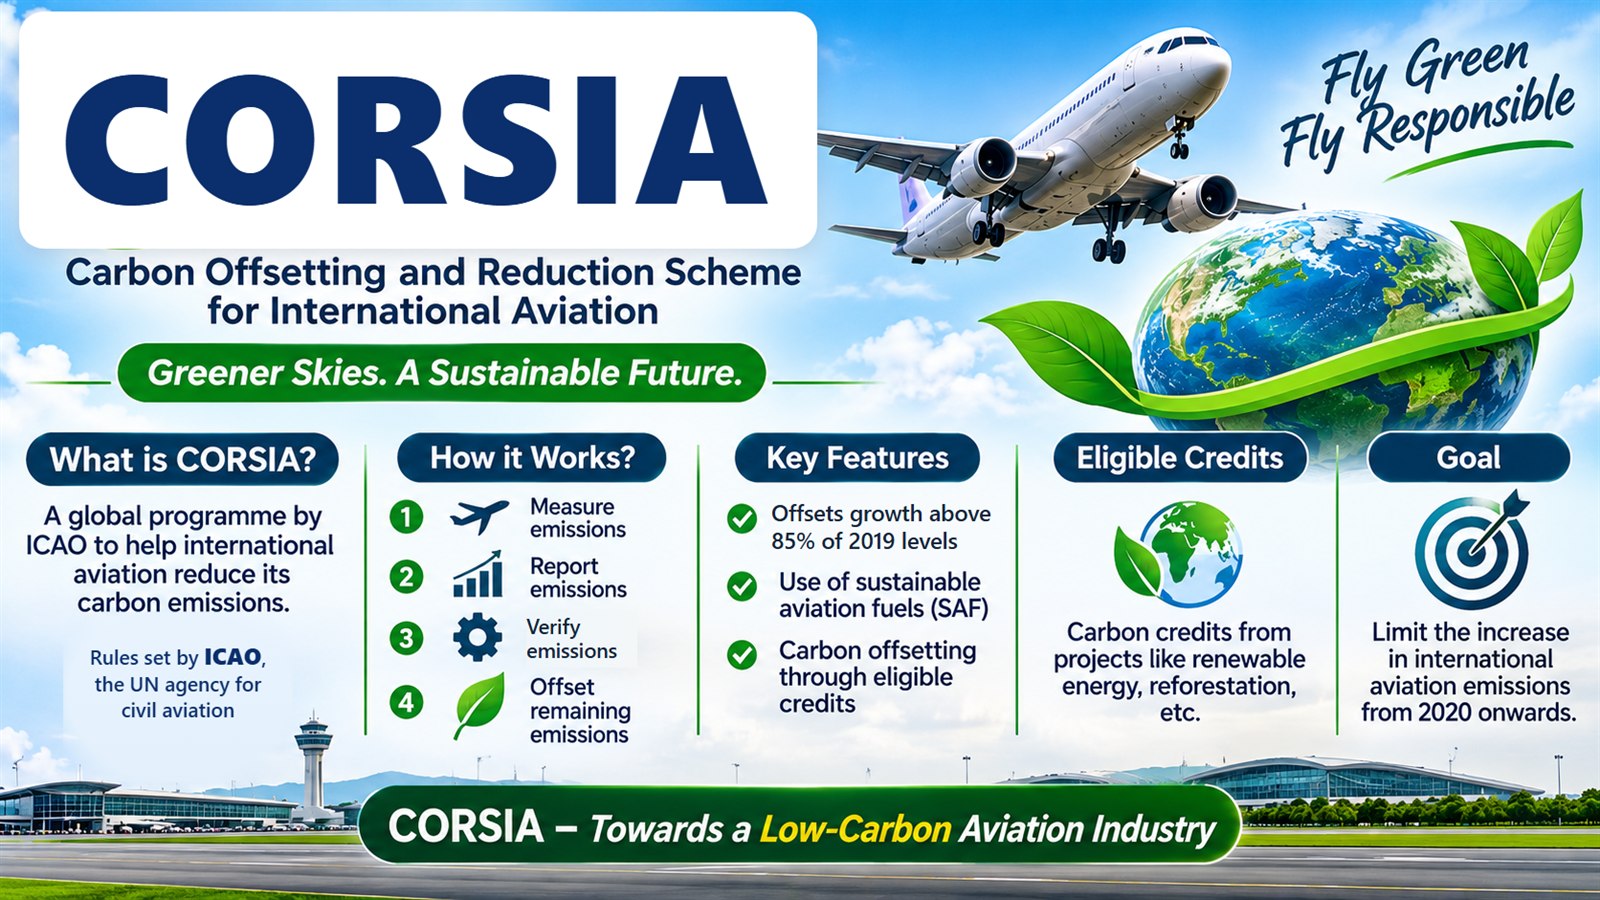 CORSIA
Fly Green
Fly Responsible
Carbon Offsetting and Reduction Scheme
for International Aviation
Greener Skies. A Sustainable Future.
What is CORSIA?
A global programme by
ICAO to help international
aviation reduce its
carbon emissions.
Rules set by ICAO,
the UN agency for
civil aviation
How it Works?
1 Measure
emissions
2 Report
emissions
3 Verify
emissions
4 Offset
remaining
emissions
Key Features
Offsets growth above
85% of 2019 levels
Use of sustainable
aviation fuels (SAF)
Carbon offsetting
through eligible
credits
Eligible Credits
Carbon credits from
projects like renewable
energy, reforestation,
etc.
Goal
Limit the increase
in international
aviation emissions
from 2020 onwards.
CORSIA – Towards a Low-Carbon Aviation Industry